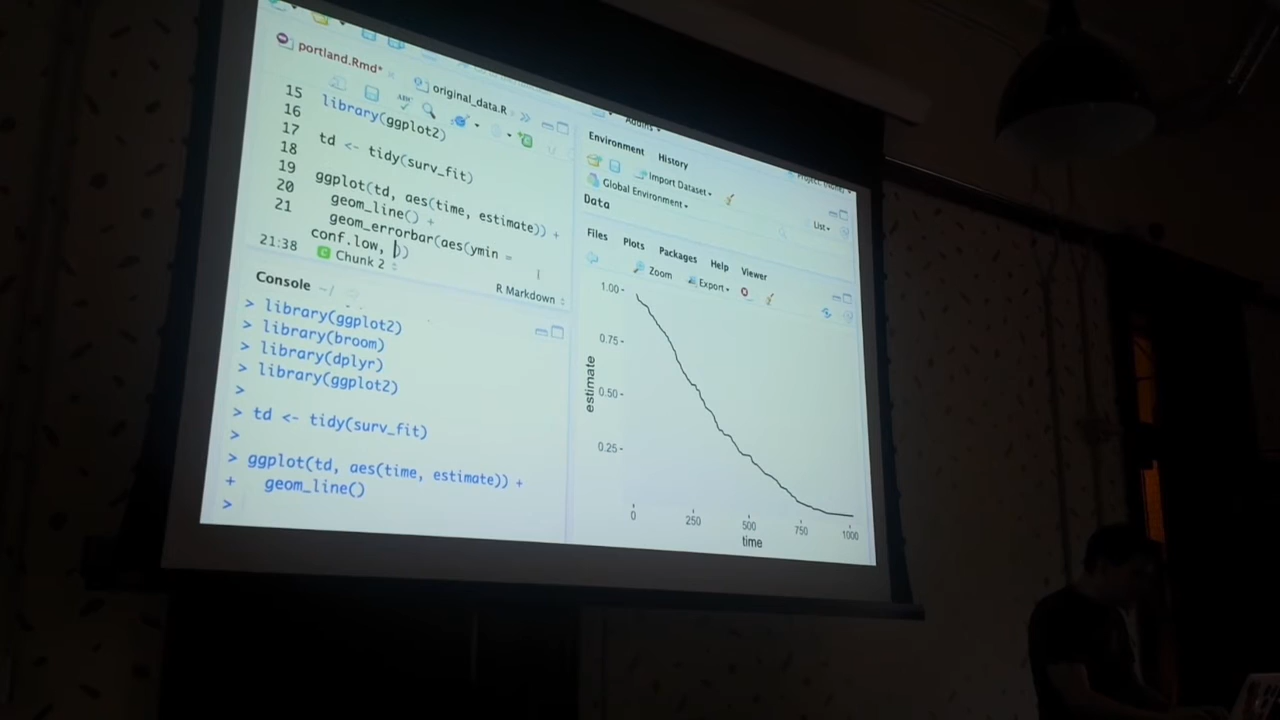 portland.Rmd*
original_data.R
ABC
15
16 library(ggplot2)
17
18 td <- tidy(surv_fit)
19
20 ggplot(td, aes(time, estimate)) +
21 geom_line() +
geom_errorbar(aes(ymin =
conf.low, ))
21:38
Chunk 2
R Markdown
Console ~/
> library(ggplot2)
> library(broom)
> library(dplyr)
> library(ggplot2)
>
> td <- tidy(surv_fit)
>
> ggplot(td, aes(time, estimate)) +
+ geom_line()
>
Addins
Project: (None)
Environment
History
Import Dataset
List
Global Environment
Data
Files
Plots
Packages
Help
Viewer
Zoom
Export
1.00
0.75
0.50
0.25
estimate
0
250
500
750
1000
time